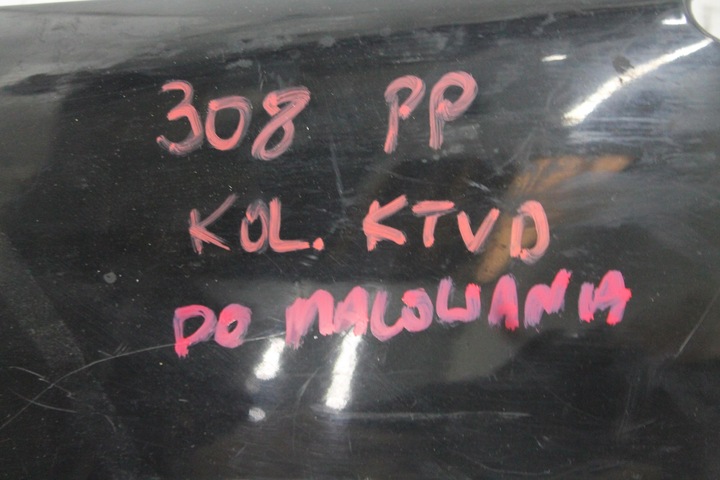 308 PP
KOL. KTVD
DO MALOWANIA